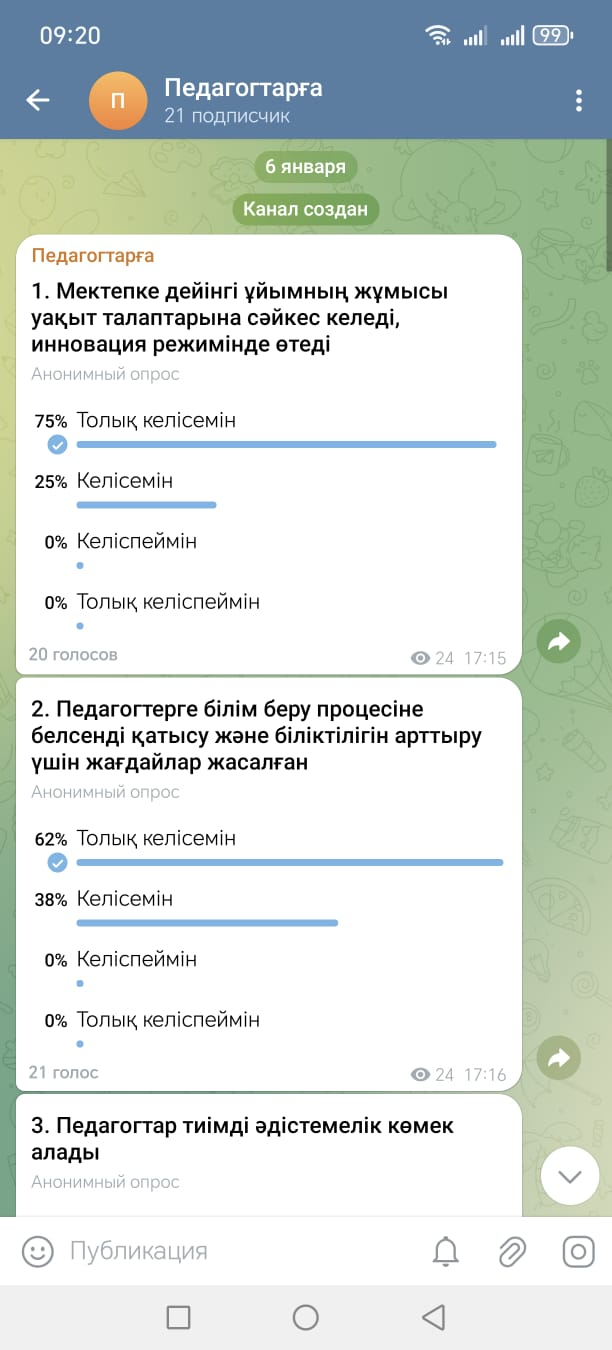 09:20
99
П
Педагогтарға
21 подписчик
6 января
Канал создан
Педагогтарға
1. Мектепке дейінгі ұйымның жұмысы
уақыт талаптарына сәйкес келеді,
инновация режимінде өтеді
Анонимный опрос
75% Толық келісемін
25% Келісемін
0% Келіспеймін
0% Толық келіспеймін
20 голосов
24 17:15
2. Педагогтерге білім беру процесіне
белсенді қатысу және біліктілігін арттыру
үшін жағдайлар жасалған
Анонимный опрос
62% Толық келісемін
38% Келісемін
0% Келіспеймін
0% Толық келіспеймін
21 голос
24 17:16
3. Педагогтар тиімді әдістемелік көмек
алады
Анонимный опрос
Публикация